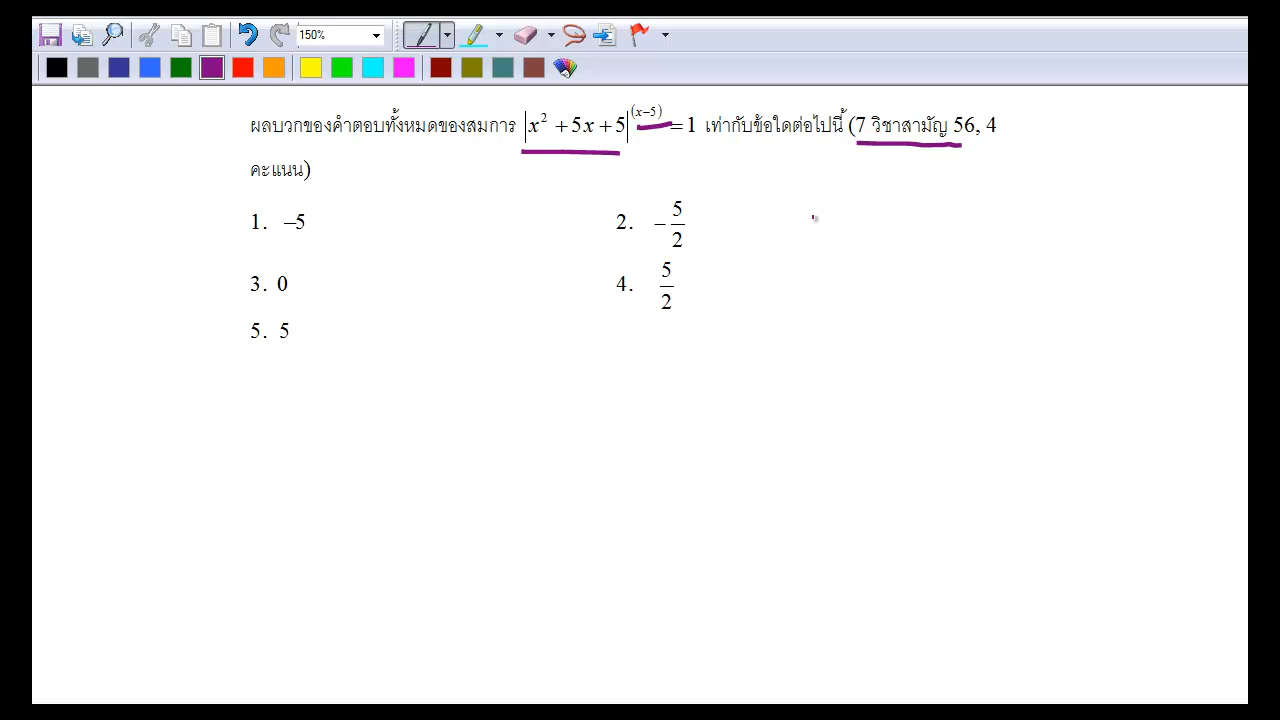 150%
ผลบวกของคำตอบทั้งหมดของสมการ |x² + 5x + 5|^(x−5) = 1 เท่ากับข้อใดต่อไปนี้ (7 วิชาสามัญ 56, 4
คะแนน)
1. −5 2. −5/2
3. 0 4. 5/2
5. 5